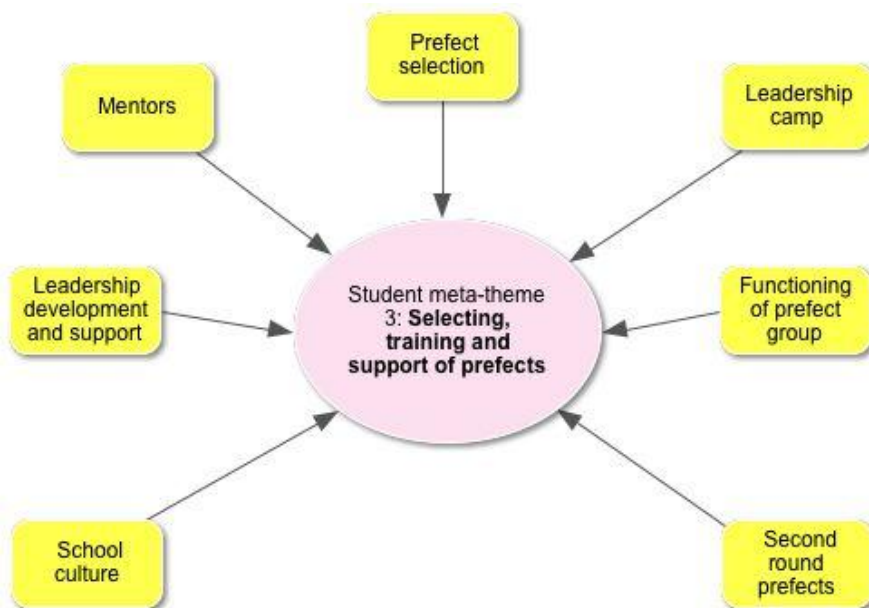 Prefect
selection
Mentors
Leadership
camp
Leadership
development
and support
Student meta-theme
3: Selecting,
training and
support of prefects
Functioning
of prefect
group
School
culture
Second
round
prefects